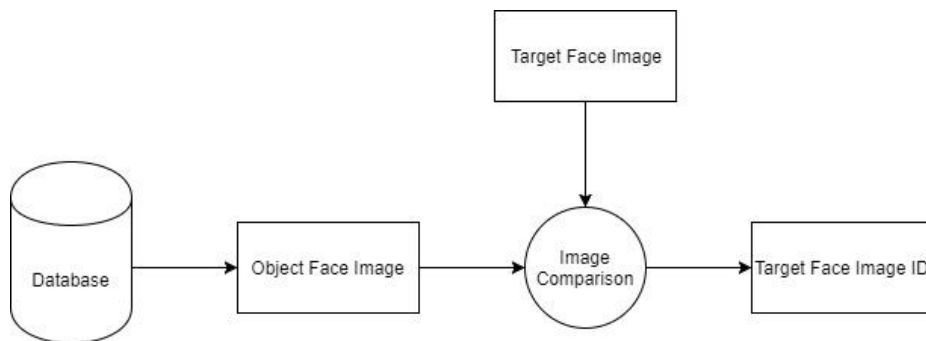 Target Face Image
Database
Object Face Image
Image
Comparison
Target Face Image ID